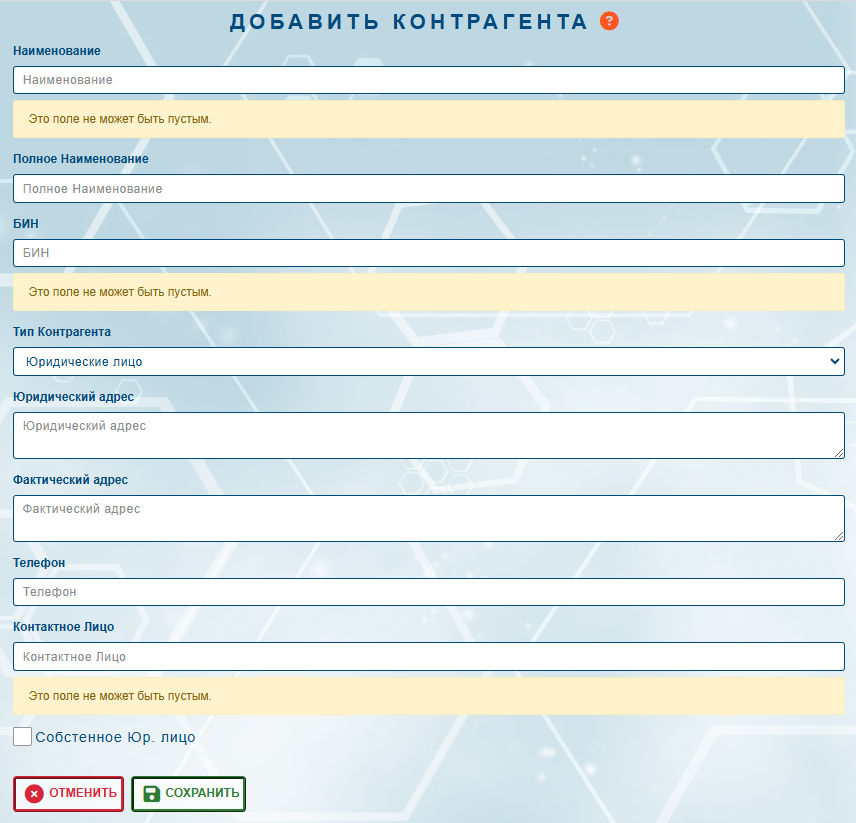 ДОБАВИТЬ КОНТРАГЕНТА ?
Наименование
Наименование
Это поле не может быть пустым.
Полное Наименование
Полное Наименование
БИН
БИН
Это поле не может быть пустым.
Тип Контрагента
Юридические лицо
Юридический адрес
Юридический адрес
Фактический адрес
Фактический адрес
Телефон
Телефон
Контактное Лицо
Контактное Лицо
Это поле не может быть пустым.
Собстенное Юр. лицо
ОТМЕНИТЬ СОХРАНИТЬ